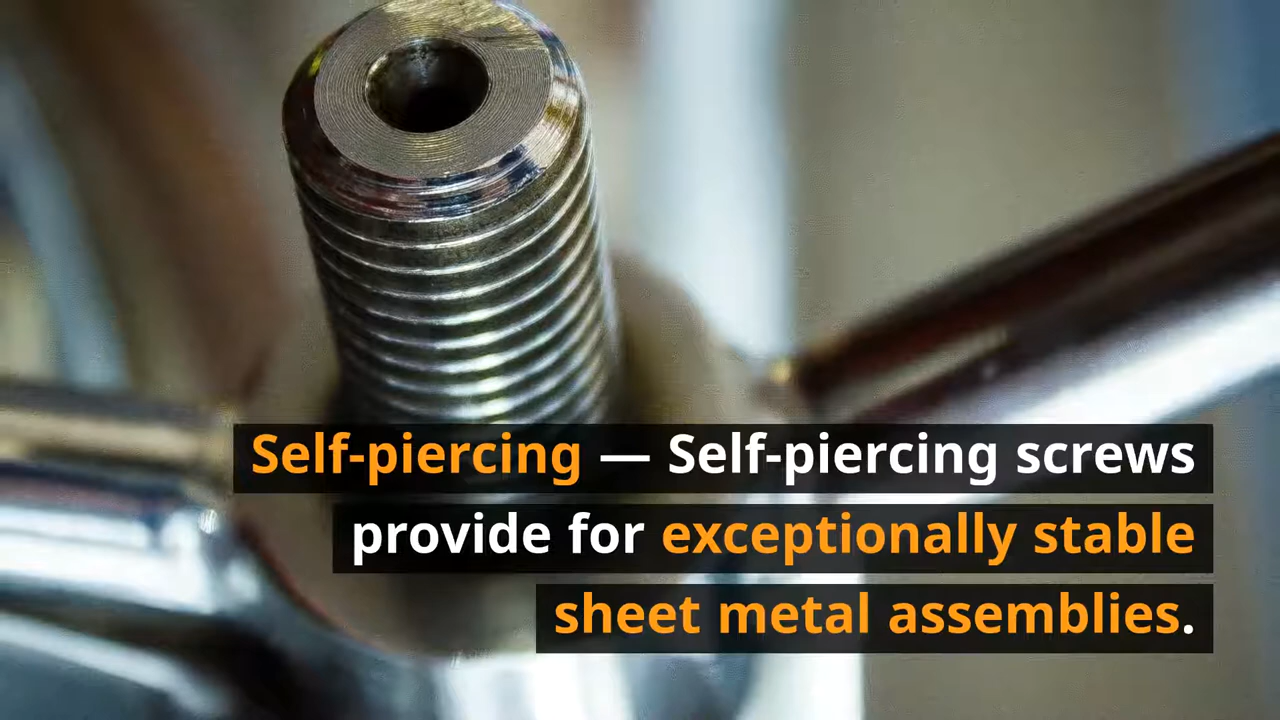 Self-piercing — Self-piercing screws
provide for exceptionally stable
sheet metal assemblies.